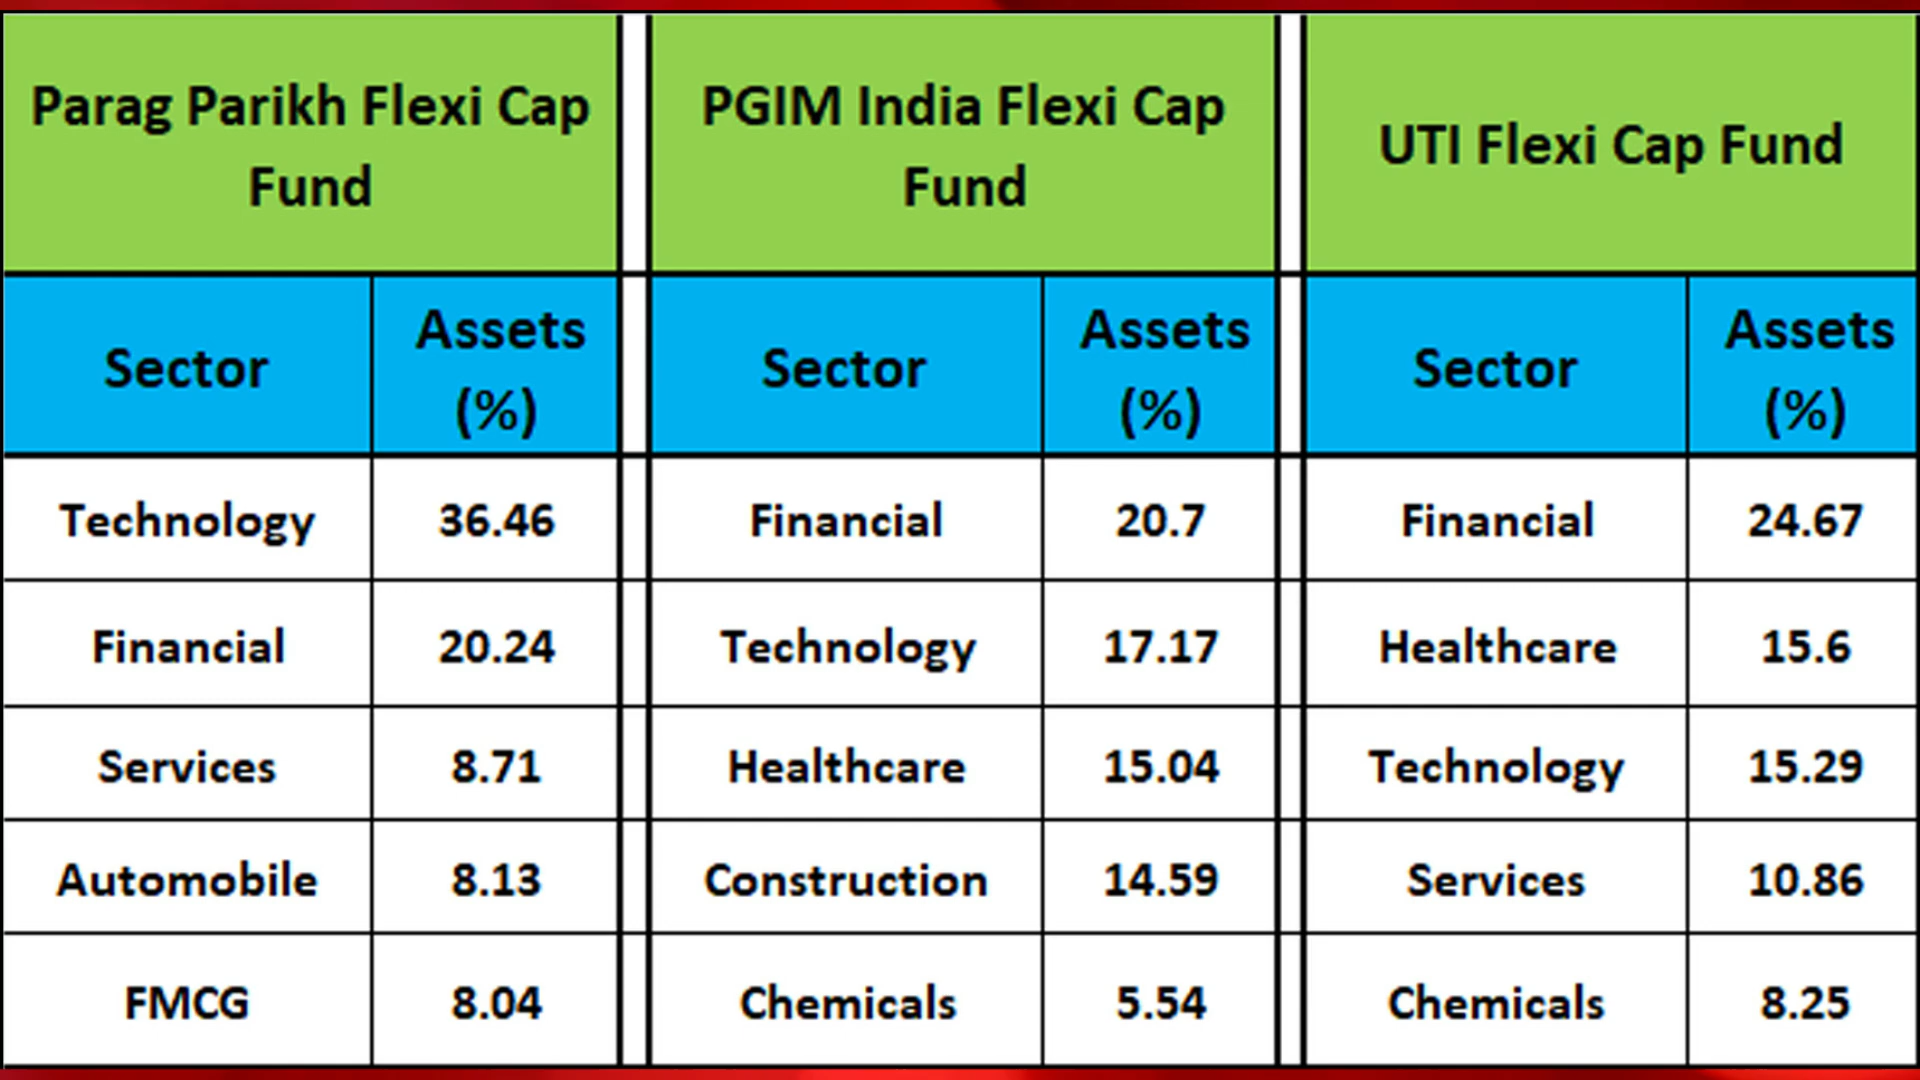 Parag Parikh Flexi Cap
Fund
PGIM India Flexi Cap
Fund
UTI Flexi Cap Fund
Sector
Assets
(%)
Sector
Assets
(%)
Sector
Assets
(%)
Technology 36.46 Financial 20.7 Financial 24.67
Financial 20.24 Technology 17.17 Healthcare 15.6
Services 8.71 Healthcare 15.04 Technology 15.29
Automobile 8.13 Construction 14.59 Services 10.86
FMCG 8.04 Chemicals 5.54 Chemicals 8.25